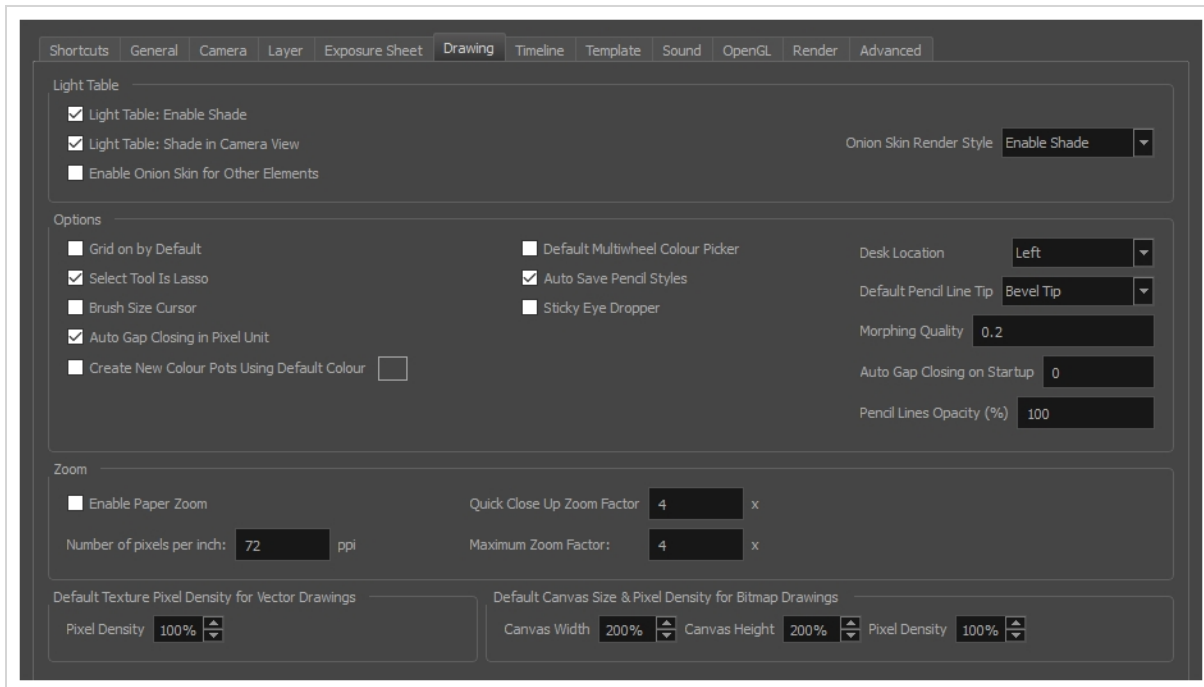 Shortcuts General Camera Layer Exposure Sheet Drawing Timeline Template Sound OpenGL Render Advanced
Light Table
Light Table: Enable Shade
Light Table: Shade in Camera View
Enable Onion Skin for Other Elements
Onion Skin Render Style Enable Shade
Options
Grid on by Default
Select Tool Is Lasso
Brush Size Cursor
Auto Gap Closing in Pixel Unit
Create New Colour Pots Using Default Colour
Default Multiwheel Colour Picker
Auto Save Pencil Styles
Sticky Eye Dropper
Desk Location Left
Default Pencil Line Tip Bevel Tip
Morphing Quality 0.2
Auto Gap Closing on Startup 0
Pencil Lines Opacity (%) 100
Zoom
Enable Paper Zoom
Number of pixels per inch: 72 ppi
Quick Close Up Zoom Factor 4 x
Maximum Zoom Factor: 4 x
Default Texture Pixel Density for Vector Drawings
Pixel Density 100%
Default Canvas Size & Pixel Density for Bitmap Drawings
Canvas Width 200% Canvas Height 200% Pixel Density 100%